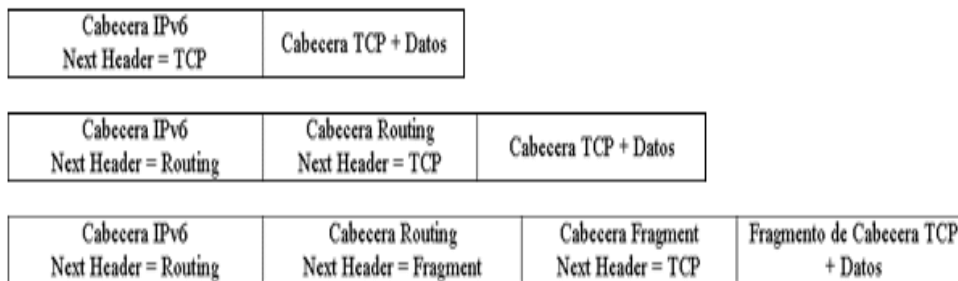 Cabecera IPv6
Next Header = TCP
Cabecera TCP + Datos
Cabecera IPv6
Next Header = Routing
Cabecera Routing
Next Header = TCP
Cabecera TCP + Datos
Cabecera IPv6
Next Header = Routing
Cabecera Routing
Next Header = Fragment
Cabecera Fragment
Next Header = TCP
Fragmento de Cabecera TCP
+ Datos